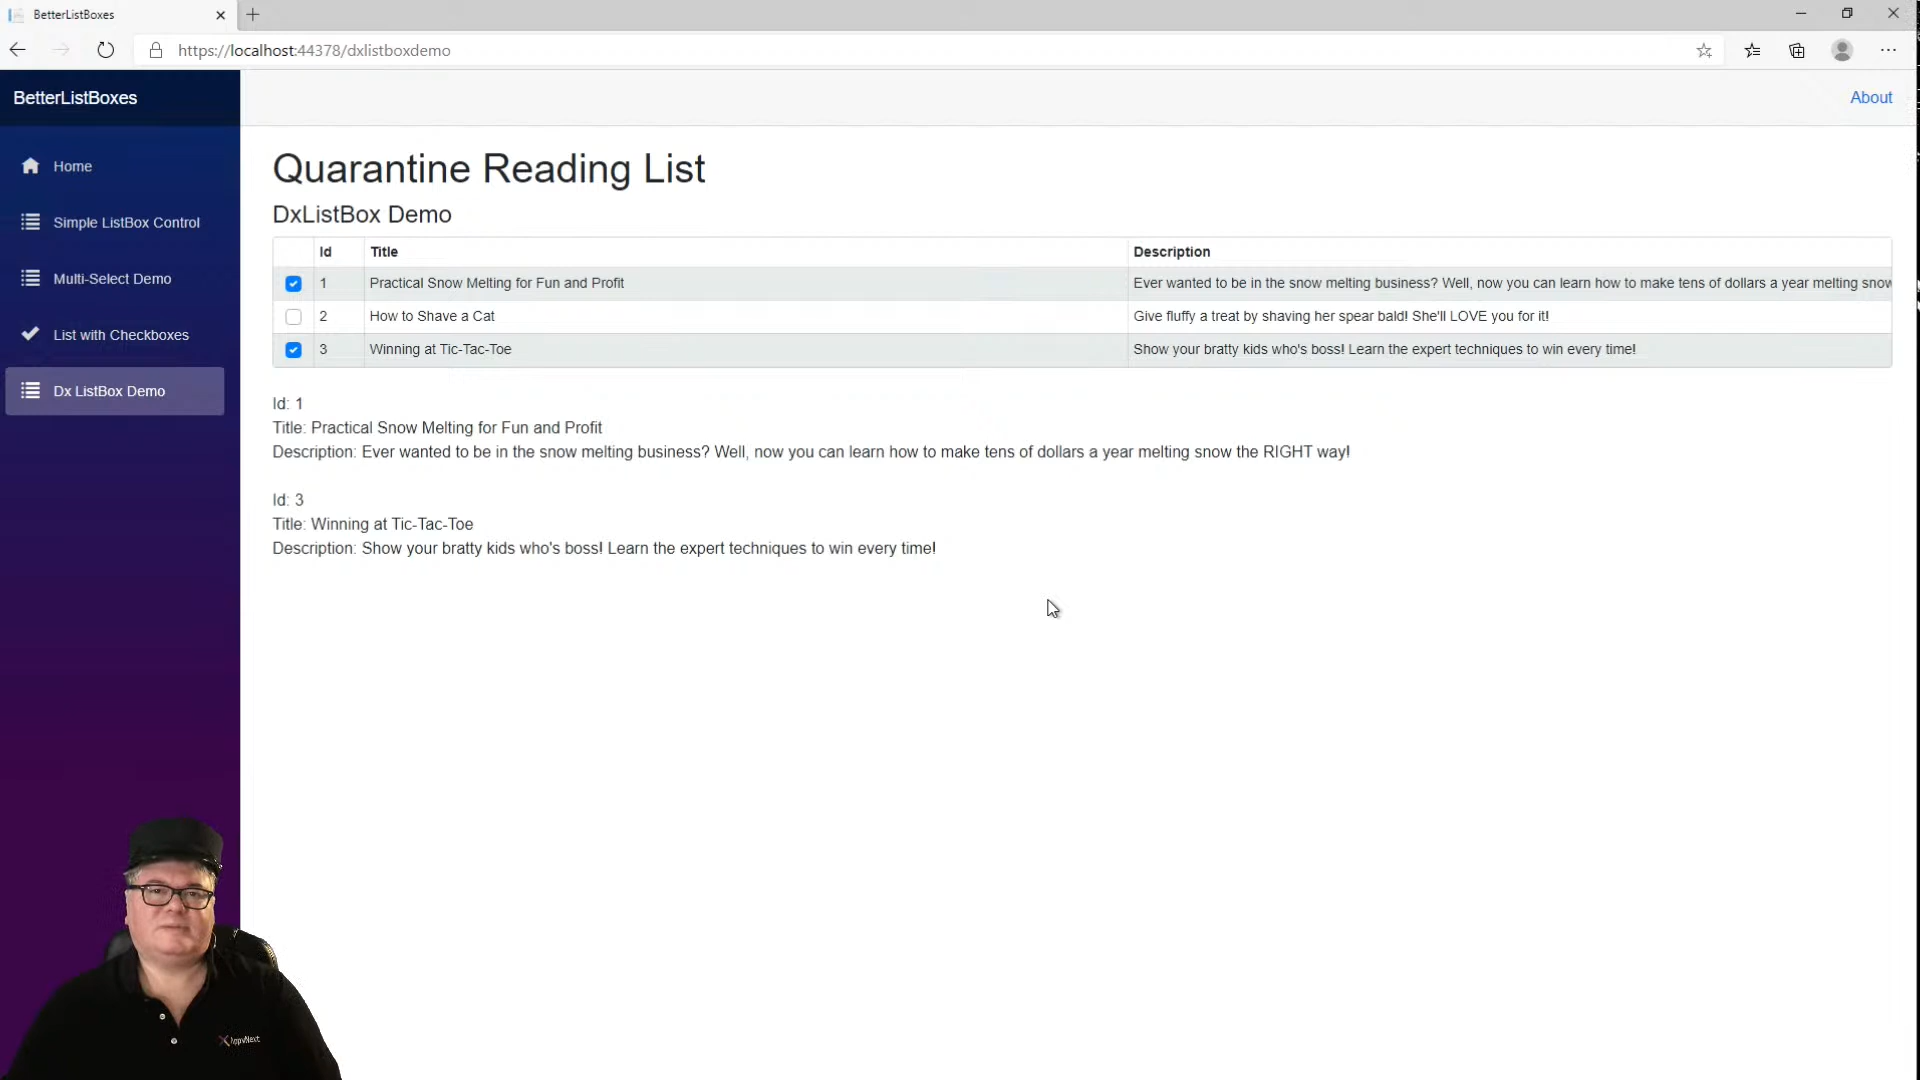 BetterListBoxes
https://localhost:44378/dxlistboxdemo
BetterListBoxes
About
Home
Simple ListBox Control
Multi-Select Demo
List with Checkboxes
Dx ListBox Demo
Quarantine Reading List
DxListBox Demo
Id Title Description
1 Practical Snow Melting for Fun and Profit Ever wanted to be in the snow melting business? Well, now you can learn how to make tens of dollars a year melting snow
2 How to Shave a Cat Give fluffy a treat by shaving her spear bald! She'll LOVE you for it!
3 Winning at Tic-Tac-Toe Show your bratty kids who's boss! Learn the expert techniques to win every time!
Id: 1
Title: Practical Snow Melting for Fun and Profit
Description: Ever wanted to be in the snow melting business? Well, now you can learn how to make tens of dollars a year melting snow the RIGHT way!
Id: 3
Title: Winning at Tic-Tac-Toe
Description: Show your bratty kids who's boss! Learn the expert techniques to win every time!
AppvNext